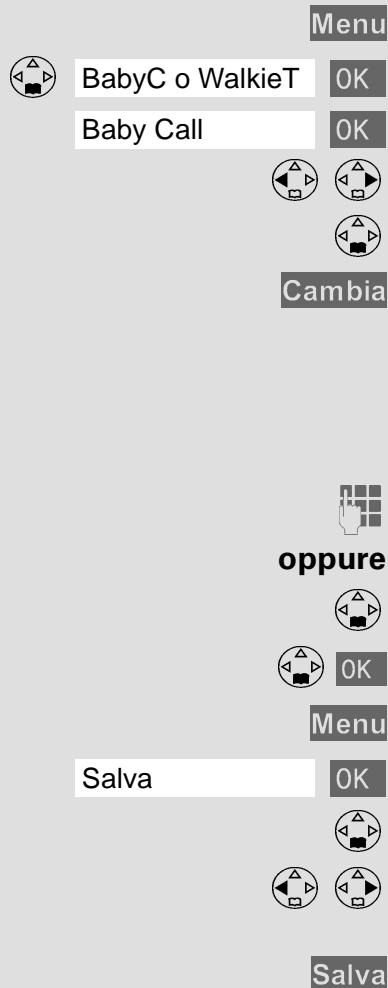 Menu
BabyC o WalkieT OK
Baby Call OK
Cambia
oppure
OK
Menu
Salva OK
Salva